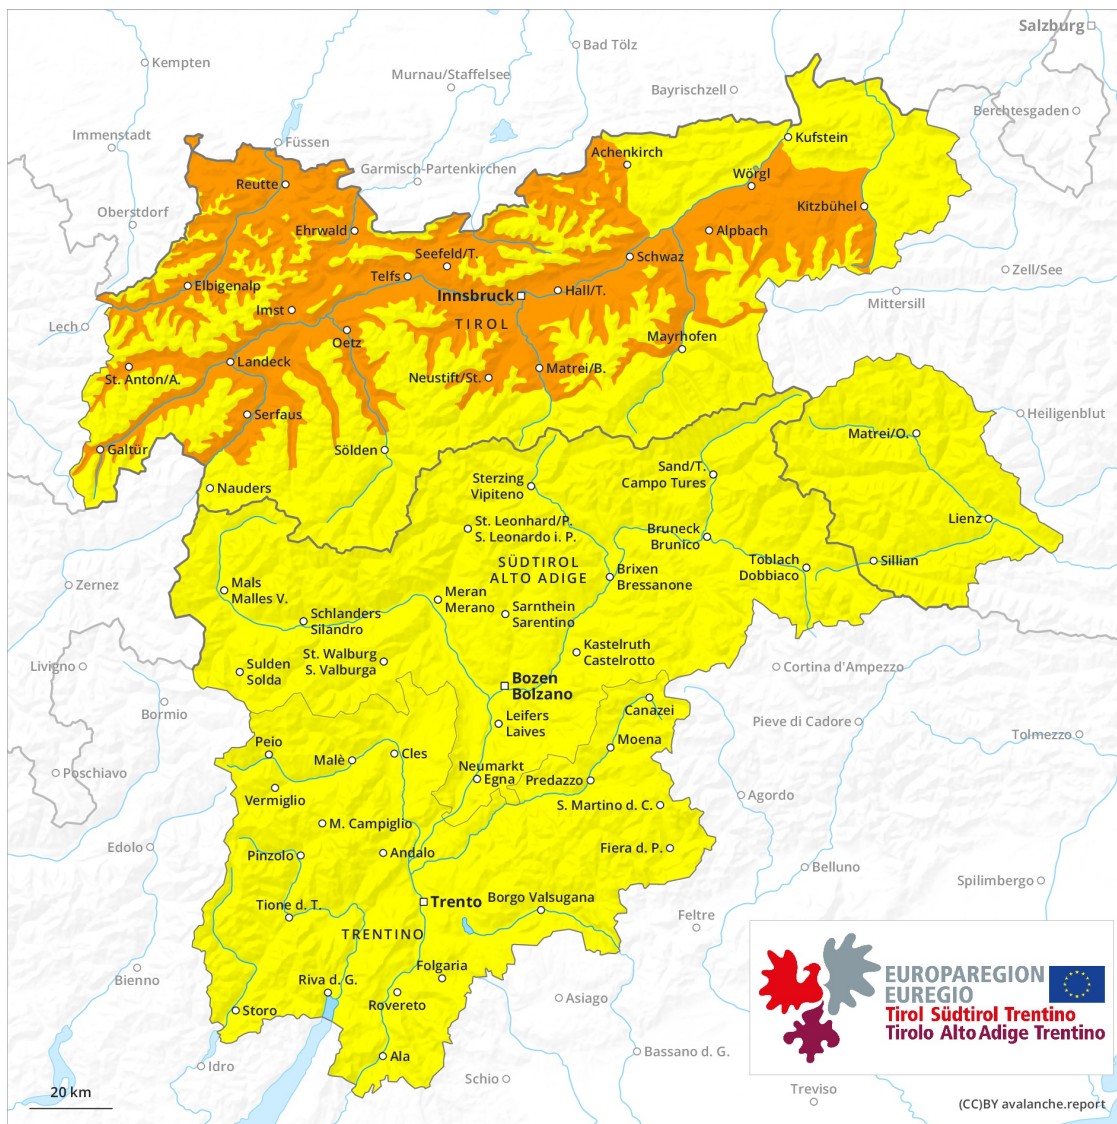 Salzburg
Bad Tölz
Kempten
Murnau/Staffelsee
Bayrischzell
Berchtesgaden
Immenstadt
Füssen
Kufstein
Achenkirch
Garmisch-Partenkirchen
Wörgl
Reutte
Kitzbühel
Oberstdorf
Ehrwald
Alpbach
Seefeld/T.
Schwaz
Zell/See
Telfs
Elbigenalp
Hall/T.
Innsbruck
Mittersill
Imst
TIROL
Lech
Oetz
Mayrhofen
Landeck
Matrei/B.
St. Anton/A.
Neustift/St.
Serfaus
Heiligenblut
Matrei/O.
Galtür
Sölden
Sand/T.
Campo Tures
Sterzing
Vipiteno
Nauders
St. Leonhard/P.
S. Leonardo i. P.
Bruneck
Brunico
Lienz
SÜDTIROL
ALTO ADIGE
Toblach
Dobbiaco
Sillian
Brixen
Bressanone
Zernez
Mals
Malles V.
Meran
Merano
Sarnthein
Sarentino
Schlanders
Silandro
Kastelruth
Castelrotto
St. Walburg
S. Valburga
Livigno
Sulden
Solda
Cortina d'Ampezzo
Bozen
Bolzano
Bormio
Canazei
Leifers
Laives
Pieve di Cadore
Tolmezzo
Moena
Peio
Cles
Malè
Neumarkt
Egna
Predazzo
Poschiavo
Vermiglio
Agordo
S. Martino d. C.
M. Campiglio
Edolo
Pinzolo
Andalo
Fiera d. P.
Belluno
Spilimbergo
Trento
Borgo Valsugana
Tione d. T.
Feltre
TRENTINO
Folgaria
Bienno
Riva d. G.
Rovereto
Asiago
Storo
EUROPAREGION
EUREGIO
Tirol Südtirol Trentino
Tirolo Alto Adige Trentino
Ala
Bassano d. G.
Idro
Schio
Treviso
20 km
(CC)BY avalanche.report